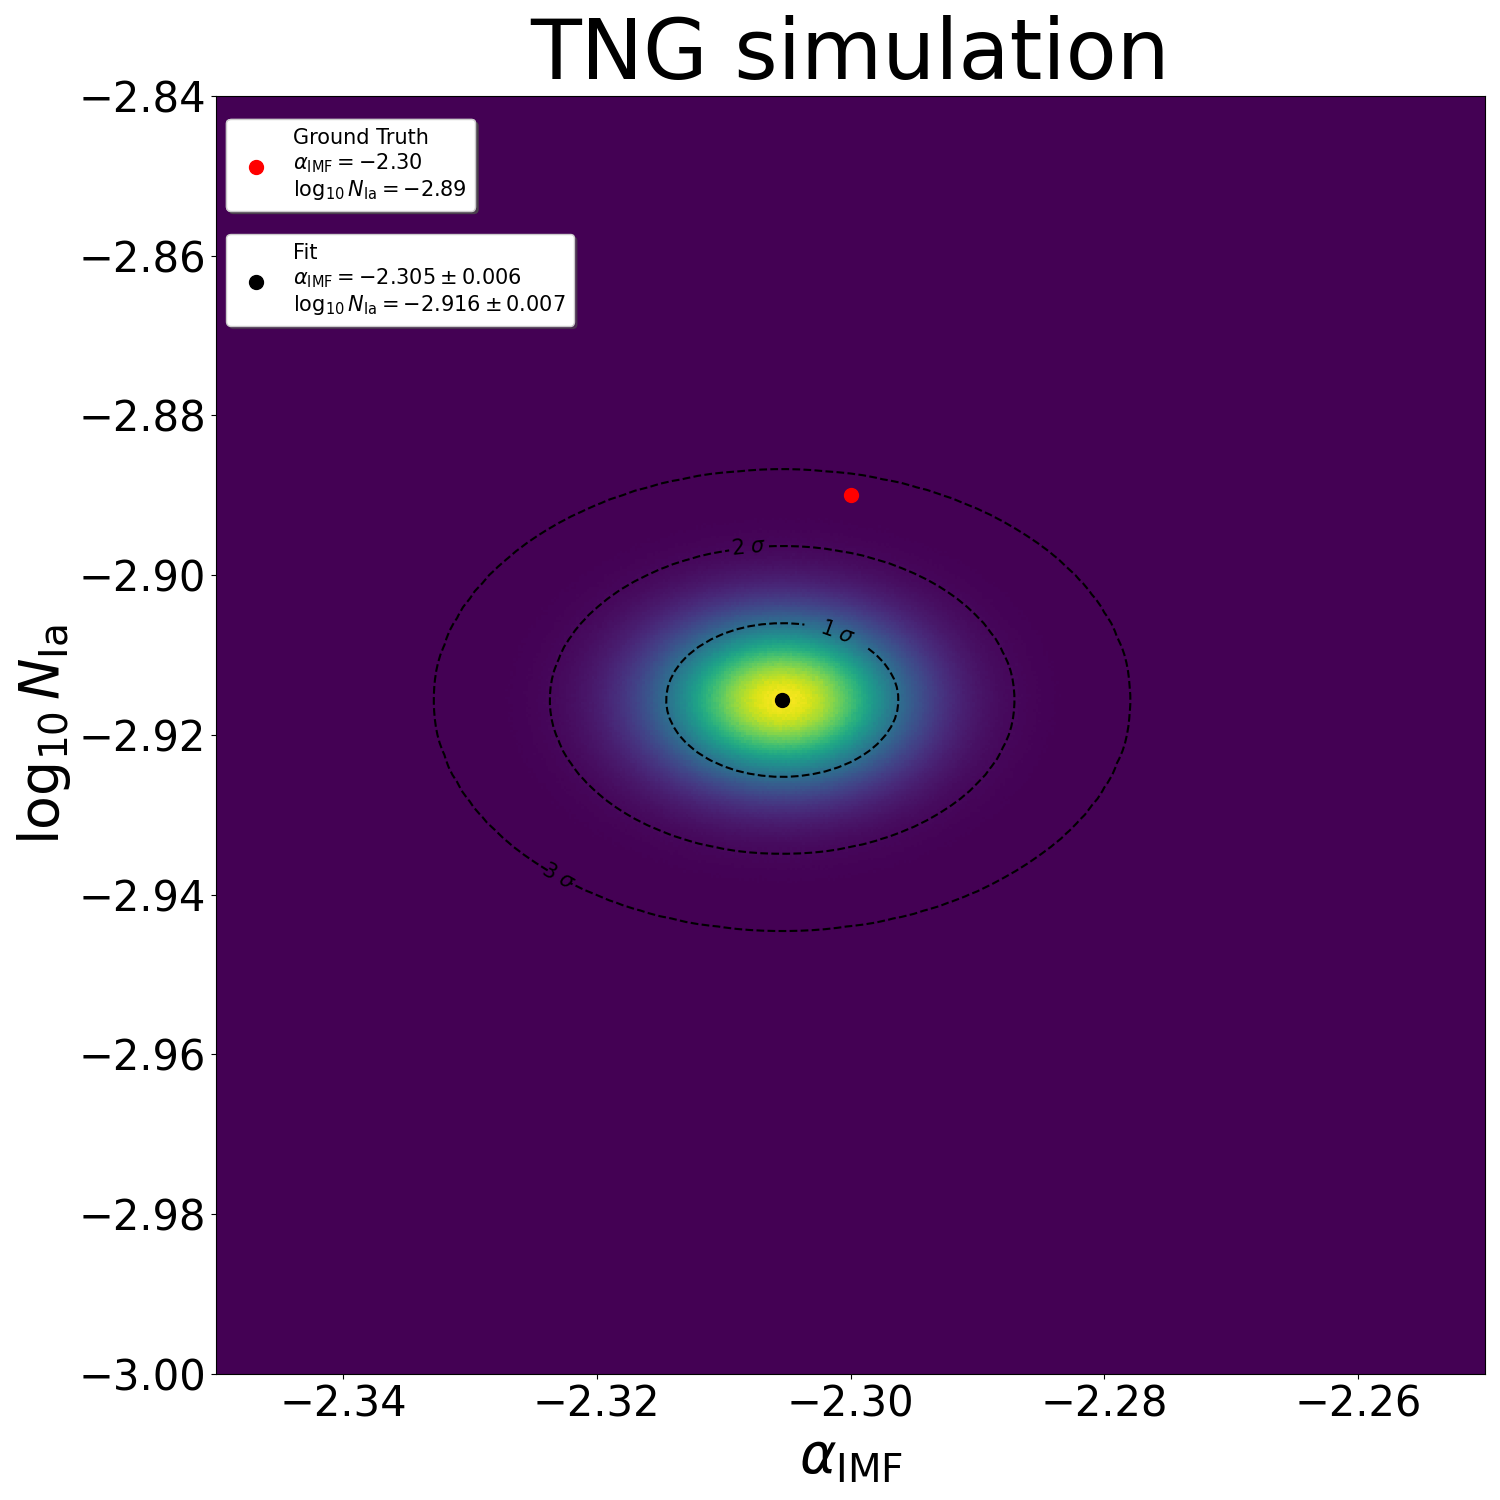 TNG simulation
−2.84
−2.86
−2.88
−2.90
−2.92
−2.94
−2.96
−2.98
−3.00
log₁₀ N_Ia
Ground Truth
α_IMF = −2.30
log₁₀ N_Ia = −2.89
Fit
α_IMF = −2.305 ± 0.006
log₁₀ N_Ia = −2.916 ± 0.007
2 σ
1 σ
3 σ
−2.34 −2.32 −2.30 −2.28 −2.26
α_IMF